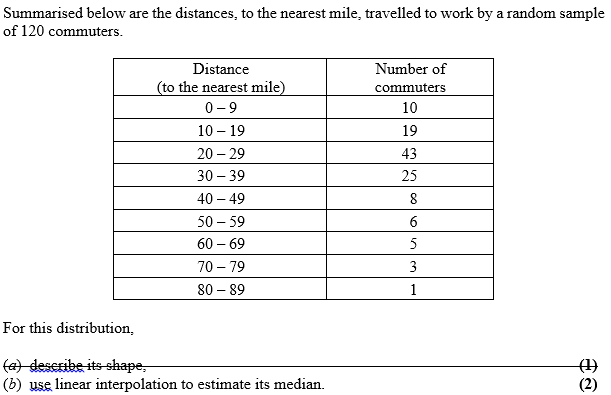 Summarised below are the distances, to the nearest mile, travelled to work by a random sample
of 120 commuters.
Distance Number of
(to the nearest mile) commuters
0 – 9 10
10 – 19 19
20 – 29 43
30 – 39 25
40 – 49 8
50 – 59 6
60 – 69 5
70 – 79 3
80 – 89 1
For this distribution,
(a) describe its shape, (1)
(b) use linear interpolation to estimate its median. (2)